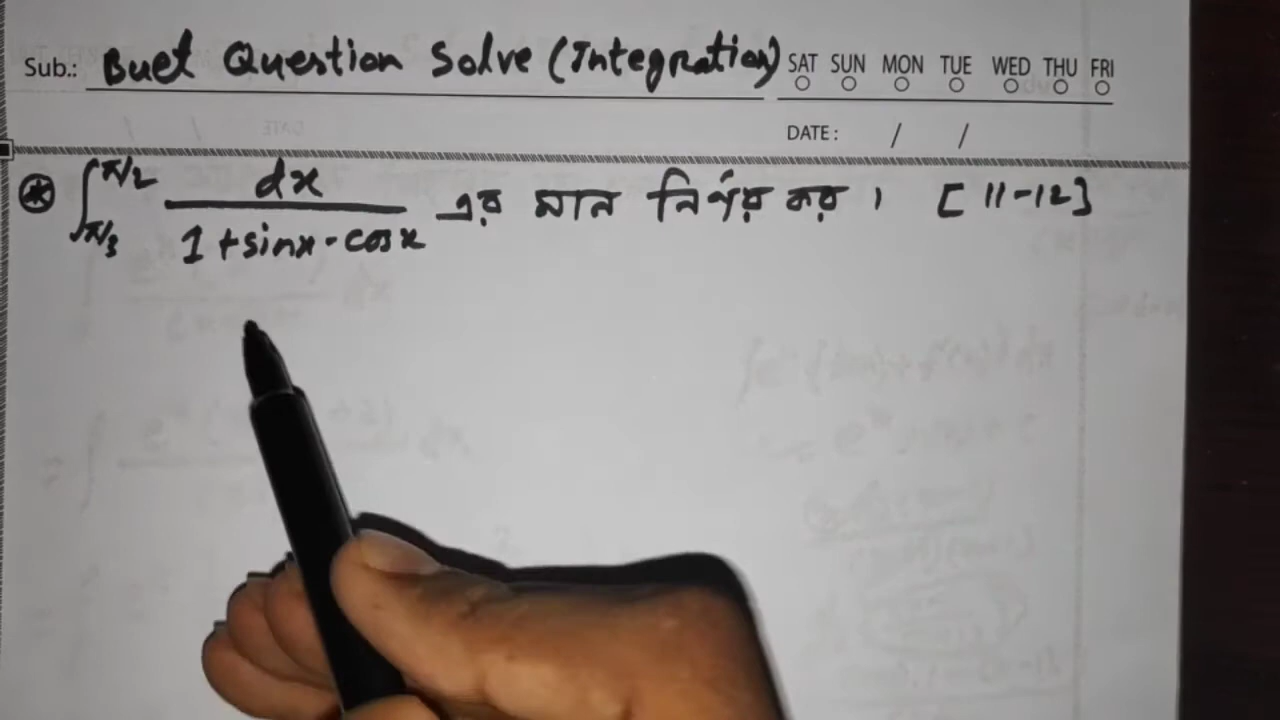 Sub.: Buet Question Solve (Integration) SAT SUN MON TUE WED THU FRI
DATE : / /
⊛ ∫_{π/3}^{π/2} dx / (1 + sinx - cosx) এর মান নির্ণয় কর। [11-12]